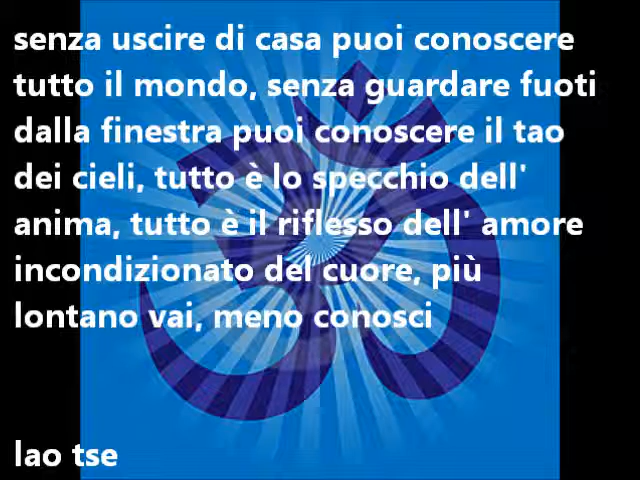 senza uscire di casa puoi conoscere
tutto il mondo, senza guardare fuoti
dalla finestra puoi conoscere il tao
dei cieli, tutto è lo specchio dell'
anima, tutto è il riflesso dell' amore
incondizionato del cuore, più
lontano vai, meno conosci
lao tse